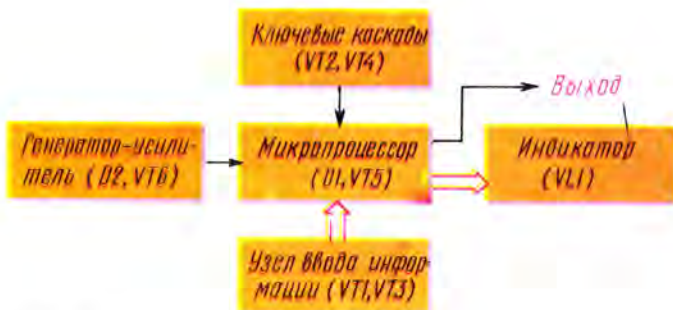 Ключевые каскады
(VT2, VT4)
Выход
Генератор-усили-
тель (D2, VT6)
Микропроцессор
(D1, VT5)
Индикатор
(VL1)
Узел ввода инфор-
мации (VT1, VT3)